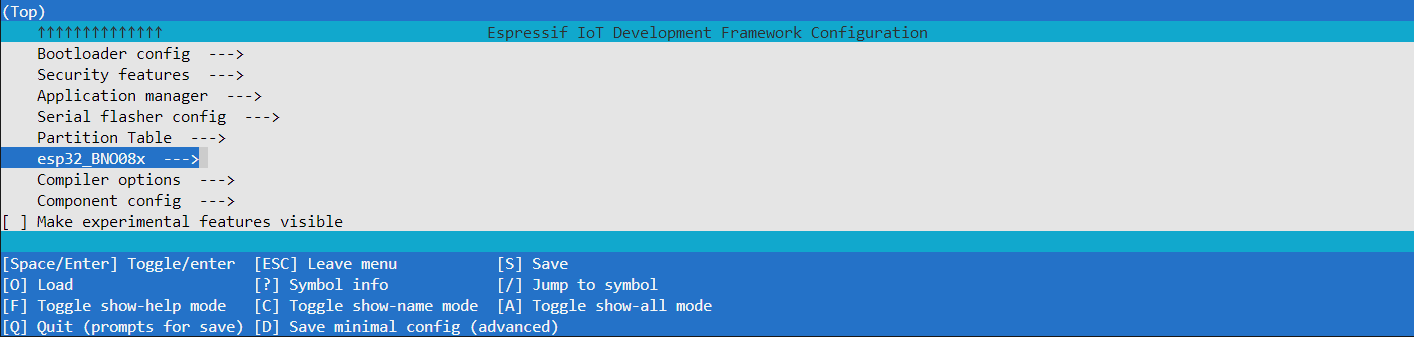 (Top)
↑↑↑↑↑↑↑↑↑↑↑↑↑↑ Espressif IoT Development Framework Configuration
Bootloader config --->
Security features --->
Application manager --->
Serial flasher config --->
Partition Table --->
esp32_BNO08x --->
Compiler options --->
Component config --->
[ ] Make experimental features visible
[Space/Enter] Toggle/enter [ESC] Leave menu [S] Save
[O] Load [?] Symbol info [/] Jump to symbol
[F] Toggle show-help mode [C] Toggle show-name mode [A] Toggle show-all mode
[Q] Quit (prompts for save) [D] Save minimal config (advanced)